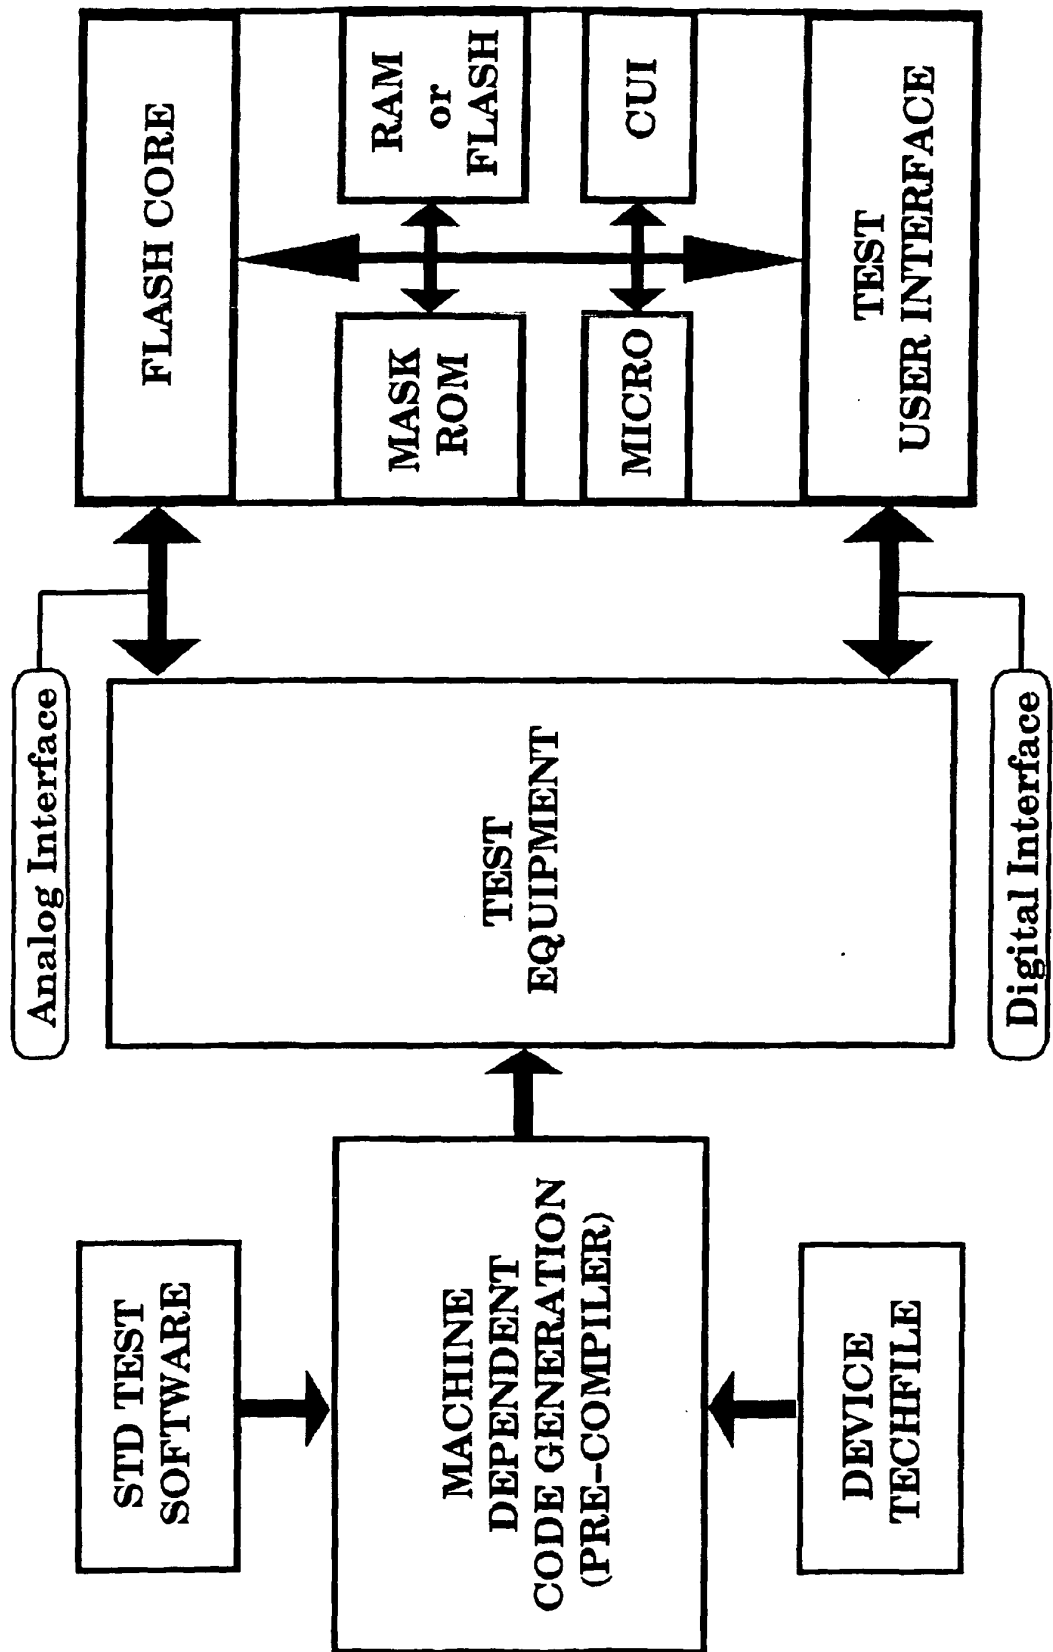 STD TEST
SOFTWARE
MACHINE
DEPENDENT
CODE GENERATION
(PRE-COMPILER)
DEVICE
TECHFILE
Analog Interface
TEST
EQUIPMENT
Digital Interface
FLASH CORE
MASK
ROM
RAM
or
FLASH
MICRO
CUI
TEST
USER INTERFACE